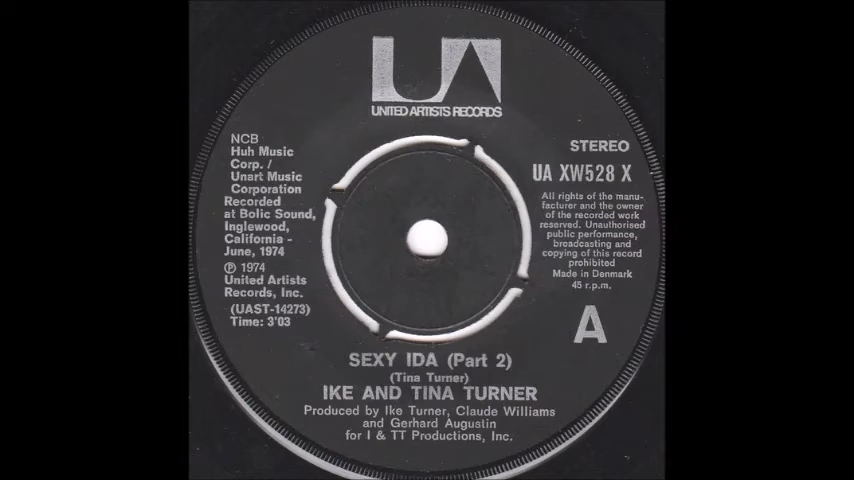 UA
UNITED ARTISTS RECORDS
NCB
Huh Music
Corp. /
Unart Music
Corporation
Recorded
at Bolic Sound,
Inglewood,
California -
June, 1974
Ⓟ 1974
United Artists
Records, Inc.
(UAST-14273)
Time: 3'03
STEREO
UA XW528 X
All rights of the manu-
facturer and the owner
of the recorded work
reserved. Unauthorised
public performance,
broadcasting and
copying of this record
prohibited
Made in Denmark
45 r.p.m.
A
SEXY IDA (Part 2)
(Tina Turner)
IKE AND TINA TURNER
Produced by Ike Turner, Claude Williams
and Gerhard Augustin
for I & TT Productions, Inc.